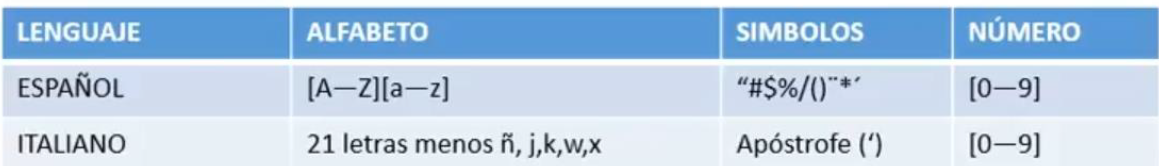 LENGUAJE ALFABETO SIMBOLOS NÚMERO
ESPAÑOL [A—Z][a—z] “#$%/()¨*´ [0—9]
ITALIANO 21 letras menos ñ, j,k,w,x Apóstrofe (‘) [0—9]